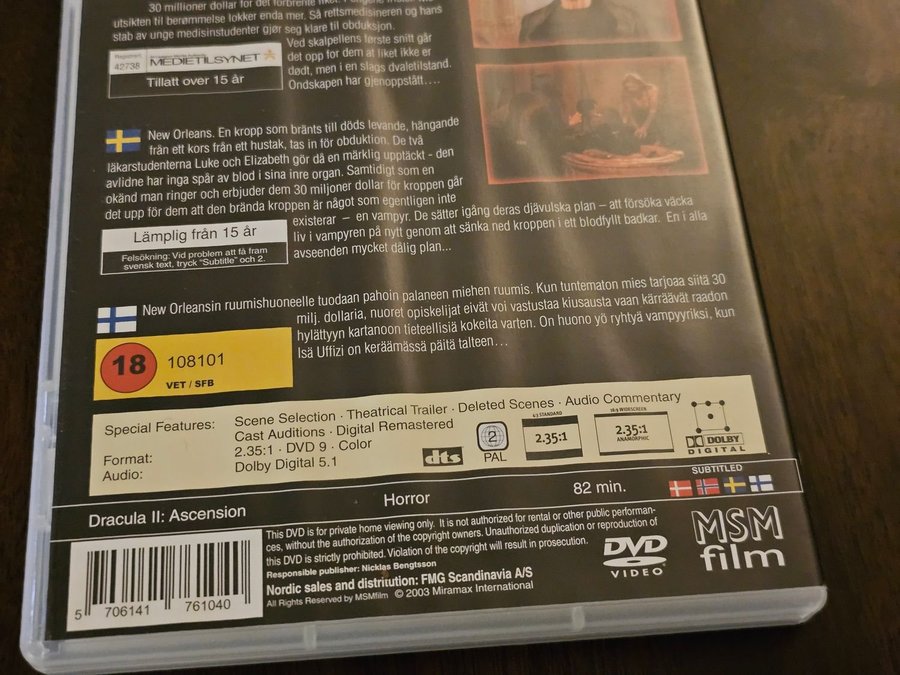 30 millioner dollar for det forbrente liket.
utsikten til berømmelse lokker enda mer. Så rettsmedisineren og hans
stab av unge medisinstudenter gjør seg klare til obduksjon.
Ved skalpellens første snitt går
det opp for dem at liket ikke er
dødt, men i en slags dvaletilstand.
Ondskapen har gjenoppstått....
42738
MEDIETILSYNET
Tillatt over 15 år
New Orleans. En kropp som bränts till döds levande, hängande
från ett kors från ett hustak, tas in för obduktion. De två
läkarstudenterna Luke och Elizabeth gör då en märklig upptäckt - den
avlidne har inga spår av blod i sina inre organ. Samtidigt som en
okänd man ringer och erbjuder dem 30 miljoner dollar för kroppen går
det upp för dem att den brända kroppen är något som egentligen inte
existerar – en vampyr. De sätter igång deras djävulska plan – att försöka väcka
liv i vampyren på nytt genom att sänka ned kroppen i ett blodfyllt badkar. En i alla
avseenden mycket dålig plan...
Lämplig från 15 år
Felsökning: Vid problem att få fram
svensk text, tryck "Subtitle" och 2.
New Orleansin ruumishuoneelle tuodaan pahoin palaneen miehen ruumis. Kun tuntematon mies tarjoaa siitä 30
milj. dollaria, nuoret opiskelijat eivät voi vastustaa kiusausta vaan kärräävät raadon
hylättyyn kartanoon tieteellisiä kokeita varten. On huono yö ryhtyä vampyyriksi, kun
Isä Uffizi on keräämässä päitä talteen...
18
108101
VET / SFB
Special Features: Scene Selection · Theatrical Trailer · Deleted Scenes · Audio Commentary
Cast Auditions · Digital Remastered
Format: 2.35:1 · DVD 9 · Color
Audio: Dolby Digital 5.1
dts
2
PAL
4:3 STANDARD
2.35:1
16:9 WIDESCREEN
2.35:1
ANAMORPHIC
DOLBY
DIGITAL
SUBTITLED
Dracula II: Ascension
Horror
82 min.
This DVD is for private home viewing only. It is not authorized for rental or other public performan-
ces, without the authorization of the copyright owners. Unauthorized duplication or reproduction of
this DVD is strictly prohibited. Violation of the copyright will result in prosecution.
Responsible publisher: Nicklas Bengtsson
Nordic sales and distriution: FMG Scandinavia A/S
All Rights Reserved by MSMfilm © 2003 Miramax International
DVD
VIDEO
MSM
film
5 706141 761040